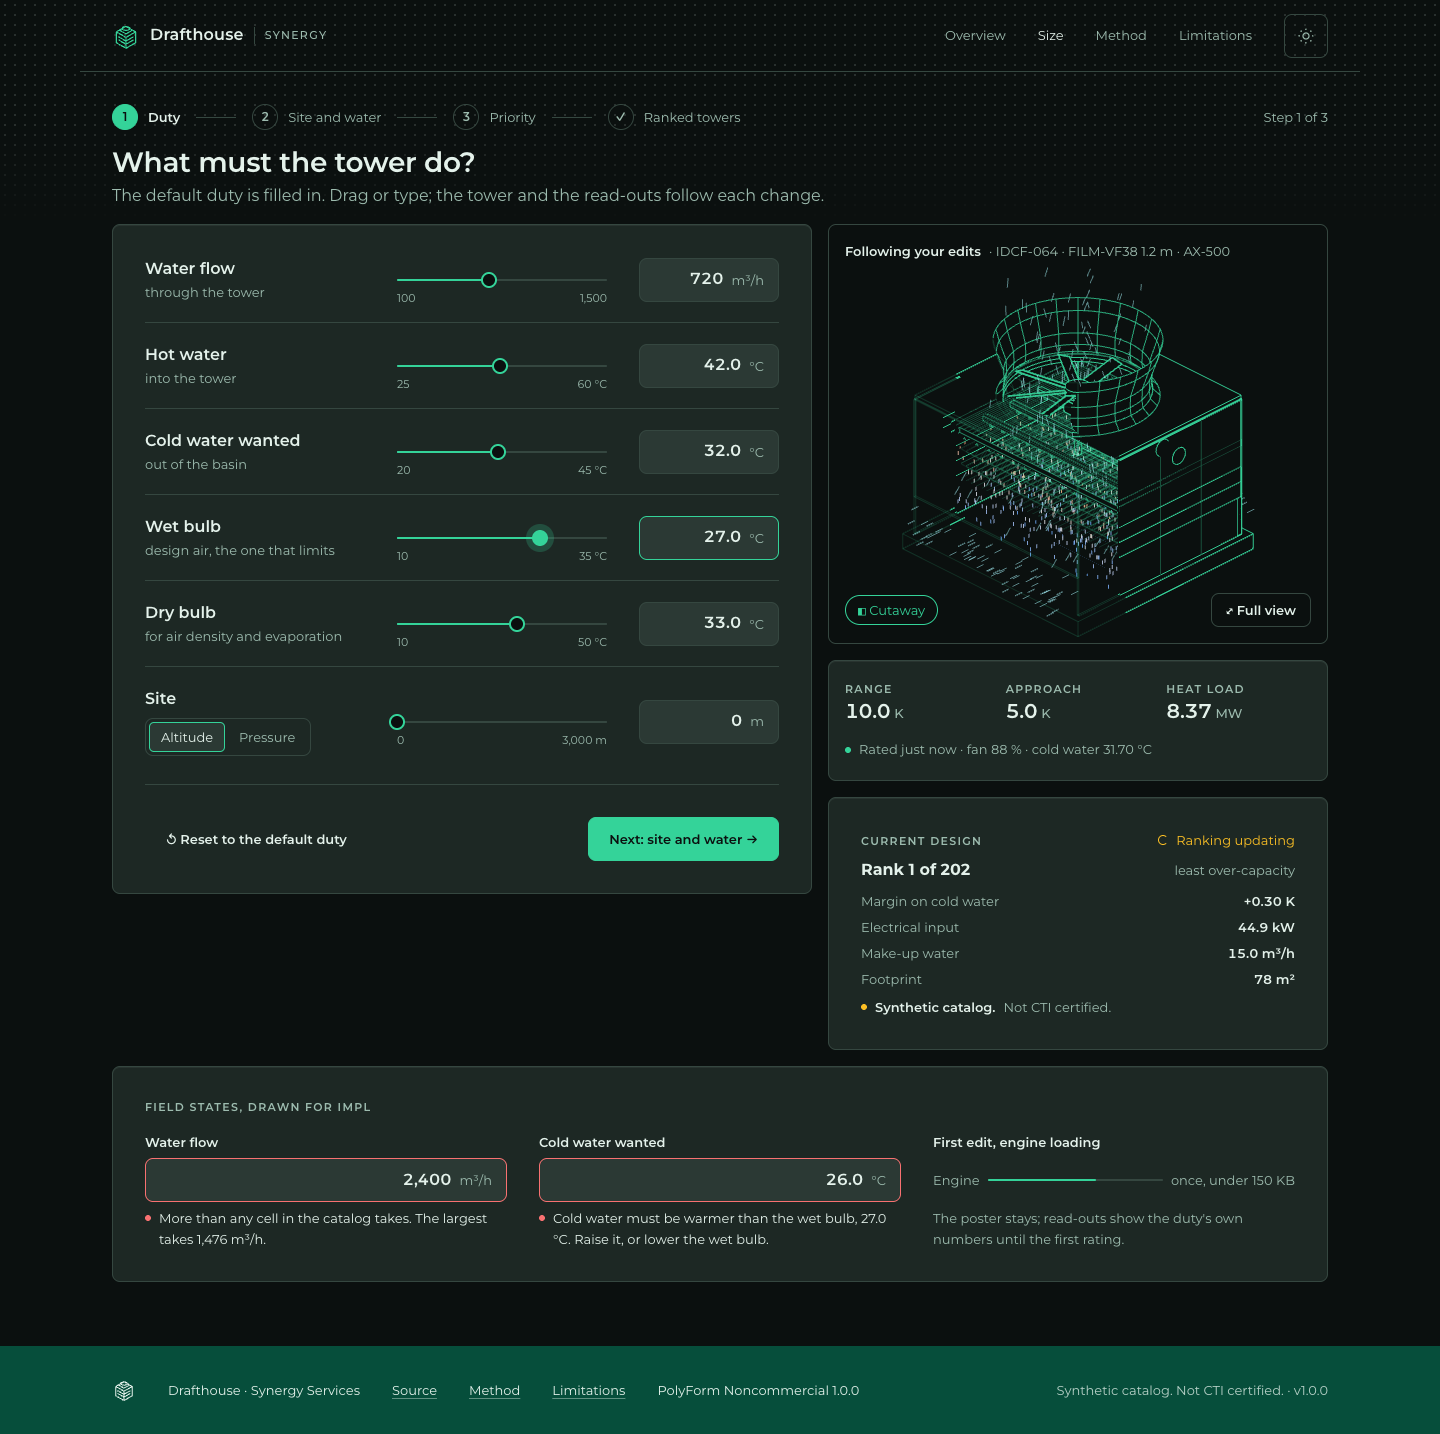 Drafthouse SYNERGY
Overview Size Method Limitations
1 Duty 2 Site and water 3 Priority ✓ Ranked towers Step 1 of 3
What must the tower do?
The default duty is filled in. Drag or type; the tower and the read-outs follow each change.
Water flow
through the tower
100 1,500
720 m³/h
Hot water
into the tower
25 60 °C
42.0 °C
Cold water wanted
out of the basin
20 45 °C
32.0 °C
Wet bulb
design air, the one that limits
10 35 °C
27.0 °C
Dry bulb
for air density and evaporation
10 50 °C
33.0 °C
Site
Altitude Pressure
0 3,000 m
0 m
↺ Reset to the default duty
Next: site and water →
Following your edits · IDCF-064 · FILM-VF38 1.2 m · AX-500
◧ Cutaway
⤢ Full view
RANGE APPROACH HEAT LOAD
10.0 K 5.0 K 8.37 MW
Rated just now · fan 88 % · cold water 31.70 °C
CURRENT DESIGN Ranking updating
Rank 1 of 202 least over-capacity
Margin on cold water +0.30 K
Electrical input 44.9 kW
Make-up water 15.0 m³/h
Footprint 78 m²
Synthetic catalog. Not CTI certified.
FIELD STATES, DRAWN FOR IMPL
Water flow
2,400 m³/h
More than any cell in the catalog takes. The largest
takes 1,476 m³/h.
Cold water wanted
26.0 °C
Cold water must be warmer than the wet bulb, 27.0
°C. Raise it, or lower the wet bulb.
First edit, engine loading
Engine once, under 150 KB
The poster stays; read-outs show the duty's own
numbers until the first rating.
Drafthouse · Synergy Services Source Method Limitations PolyForm Noncommercial 1.0.0 Synthetic catalog. Not CTI certified. · v1.0.0